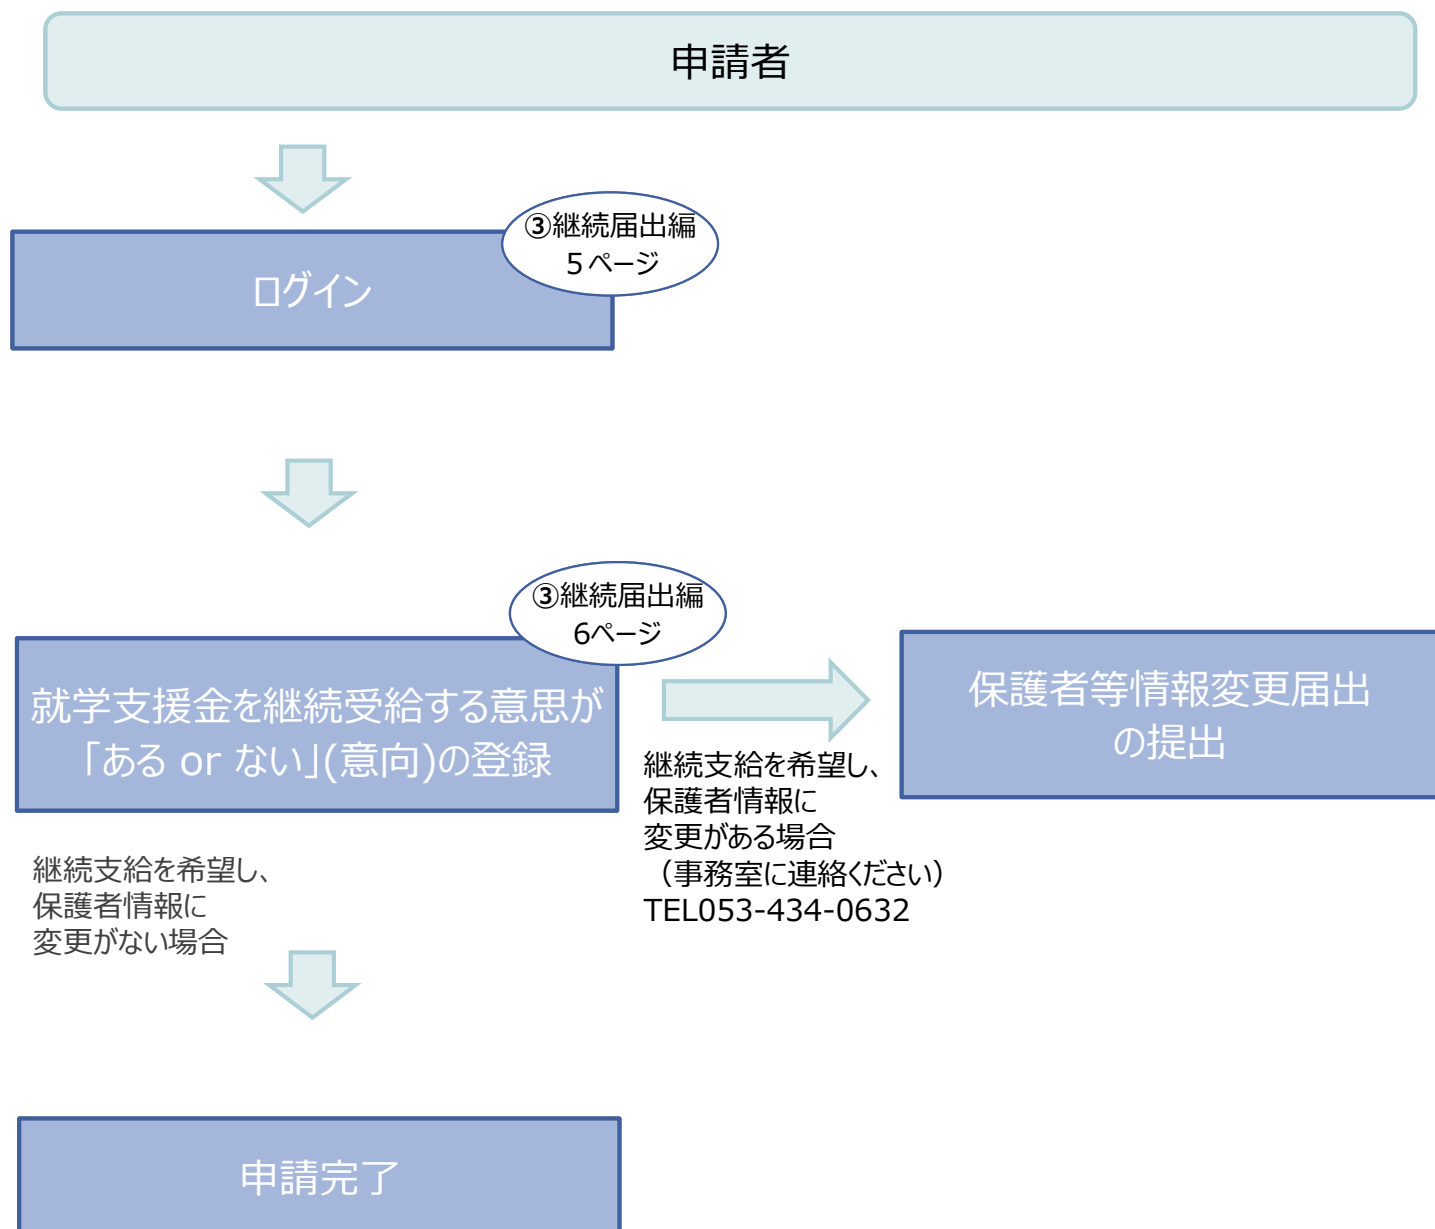 申請者
③継続届出編
５ページ
ログイン
③継続届出編
6ページ
就学支援金を継続受給する意思が
「ある or ない」(意向)の登録
保護者等情報変更届出
の提出
継続支給を希望し、
保護者情報に
変更がある場合
（事務室に連絡ください）
TEL053-434-0632
継続支給を希望し、
保護者情報に
変更がない場合
申請完了